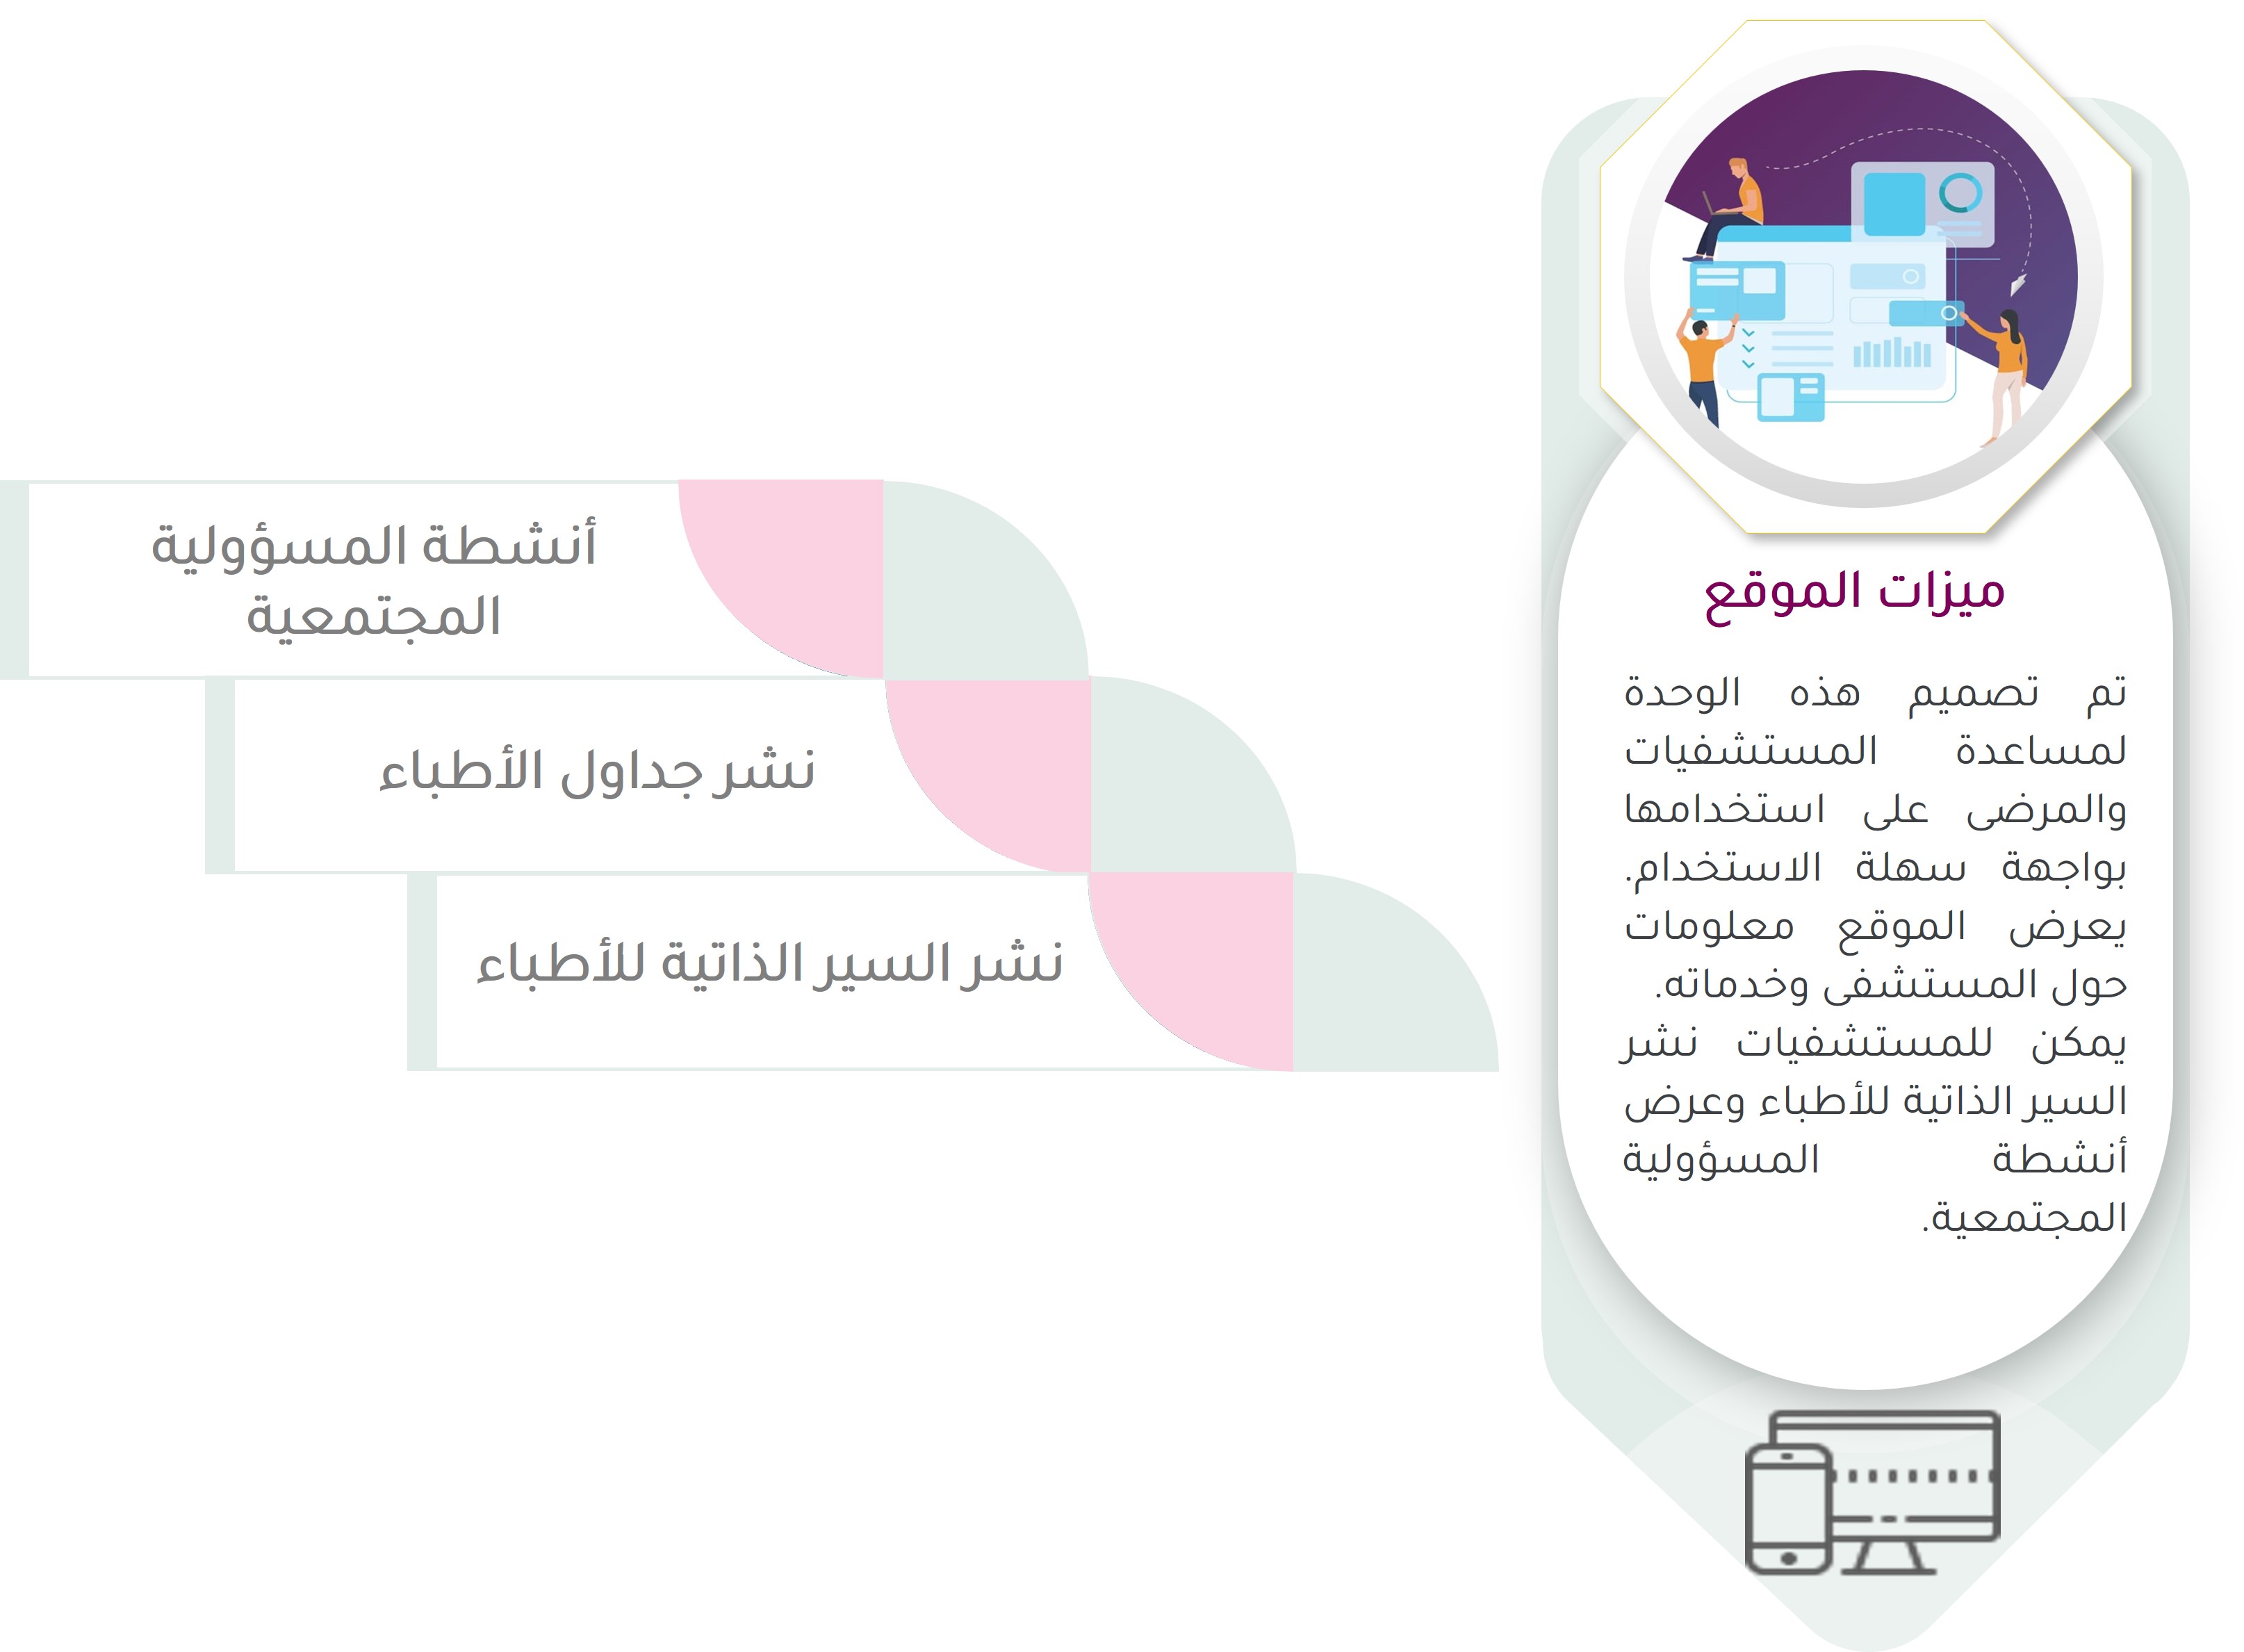 ميزات الموقع
تم تصميم هذه الوحدة
لمساعدة المستشفيات
والمرضى على استخدامها
بواجهة سهلة الاستخدام.
يعرض الموقع معلومات
حول المستشفى وخدماته.
يمكن للمستشفيات نشر
السير الذاتية للأطباء وعرض
أنشطة المسؤولية
المجتمعية.
أنشطة المسؤولية
المجتمعية
نشر جداول الأطباء
نشر السير الذاتية للأطباء